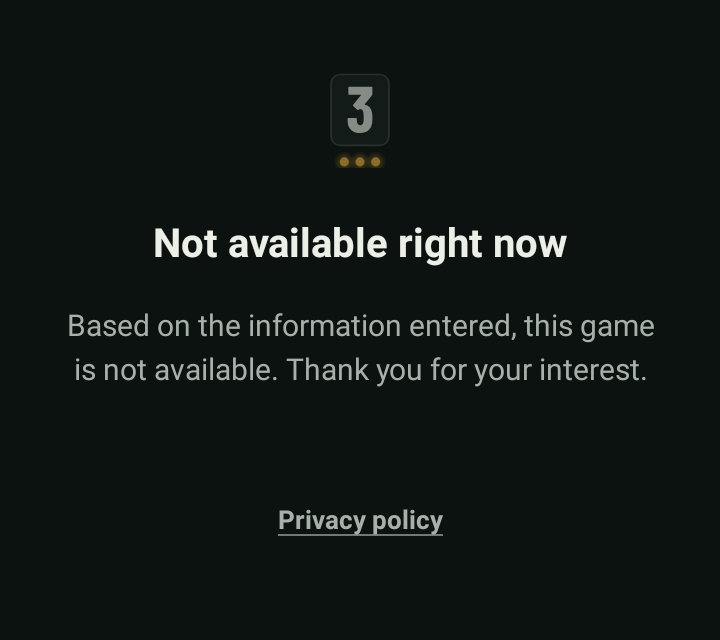 3
Not available right now
Based on the information entered, this game
is not available. Thank you for your interest.
Privacy policy